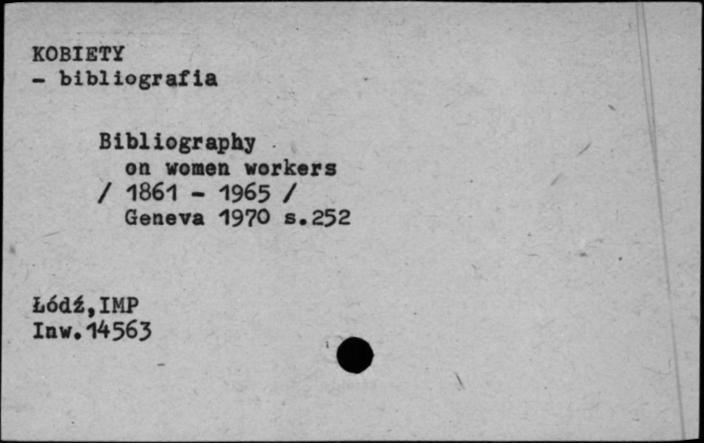 KOBIETY
- bibliografia
Bibliography
on women workers
/ 1861 - 1965 /
Geneva 1970 s.252
Łódź,IMP
Inw.14563